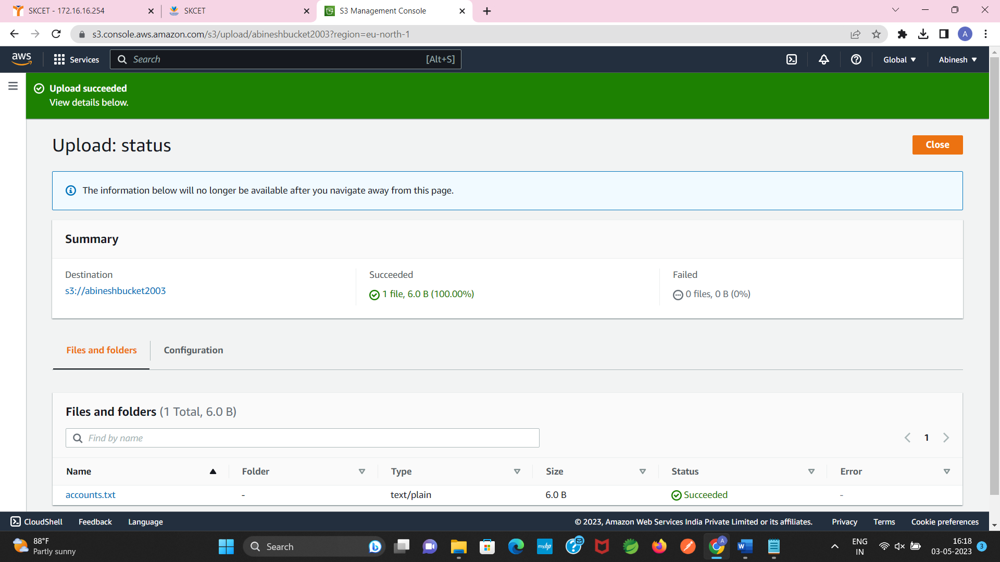 SKCET - 172.16.16.254
SKCET
S3 Management Console
s3.console.aws.amazon.com/s3/upload/abineshbucket2003?region=eu-north-1
A
aws
Services
Search
[Alt+S]
Global
Abinesh
Upload succeeded
View details below.
Upload: status
Close
The information below will no longer be available after you navigate away from this page.
Summary
Destination
s3://abineshbucket2003
Succeeded
1 file, 6.0 B (100.00%)
Failed
0 files, 0 B (0%)
Files and folders
Configuration
Files and folders (1 Total, 6.0 B)
Find by name
1
Name Folder Type Size Status Error
accounts.txt - text/plain 6.0 B Succeeded -
CloudShell Feedback Language
© 2023, Amazon Web Services India Private Limited or its affiliates. Privacy Terms Cookie preferences
88°F
Partly sunny
Search
myhp
A
W
ENG
IN
16:18
03-05-2023
3